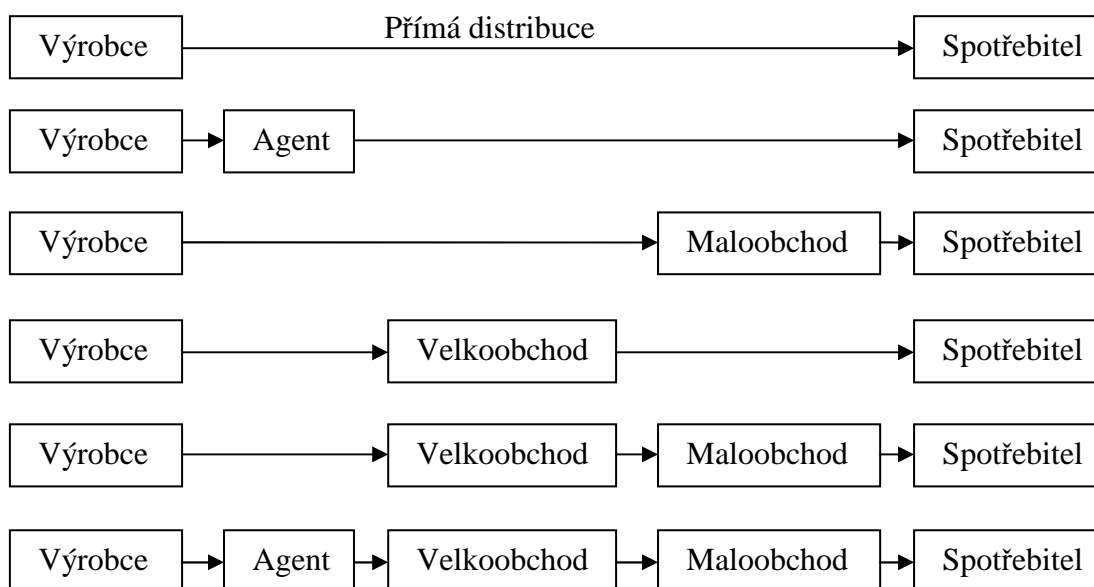 Přímá distribuce
Výrobce Spotřebitel
Výrobce Agent Spotřebitel
Výrobce Maloobchod Spotřebitel
Výrobce Velkoobchod Spotřebitel
Výrobce Velkoobchod Maloobchod Spotřebitel
Výrobce Agent Velkoobchod Maloobchod Spotřebitel